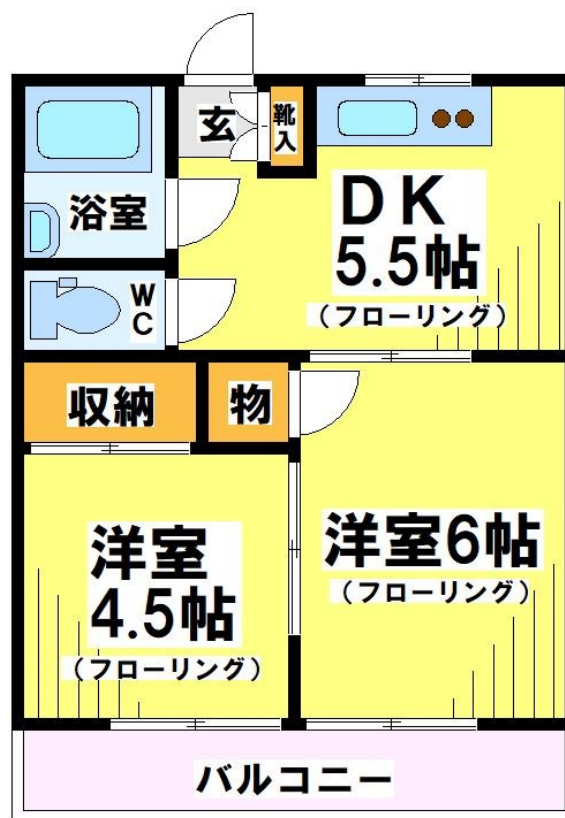 玄
靴入
浴室
DK
5.5帖
（フローリング）
WC
収納
物
洋室
4.5帖
（フローリング）
洋室6帖
（フローリング）
バルコニー